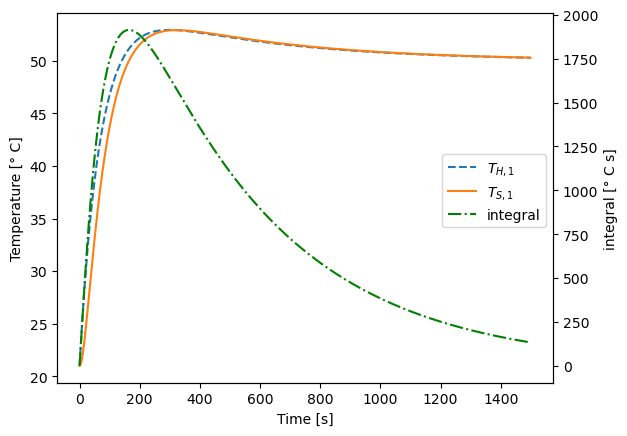 2000
1750
1500
1250
1000
750
500
250
0
integral [° C s]
50
45
40
35
30
25
20
Temperature [° C]
T_{H,1}
T_{S,1}
integral
0 200 400 600 800 1000 1200 1400
Time [s]